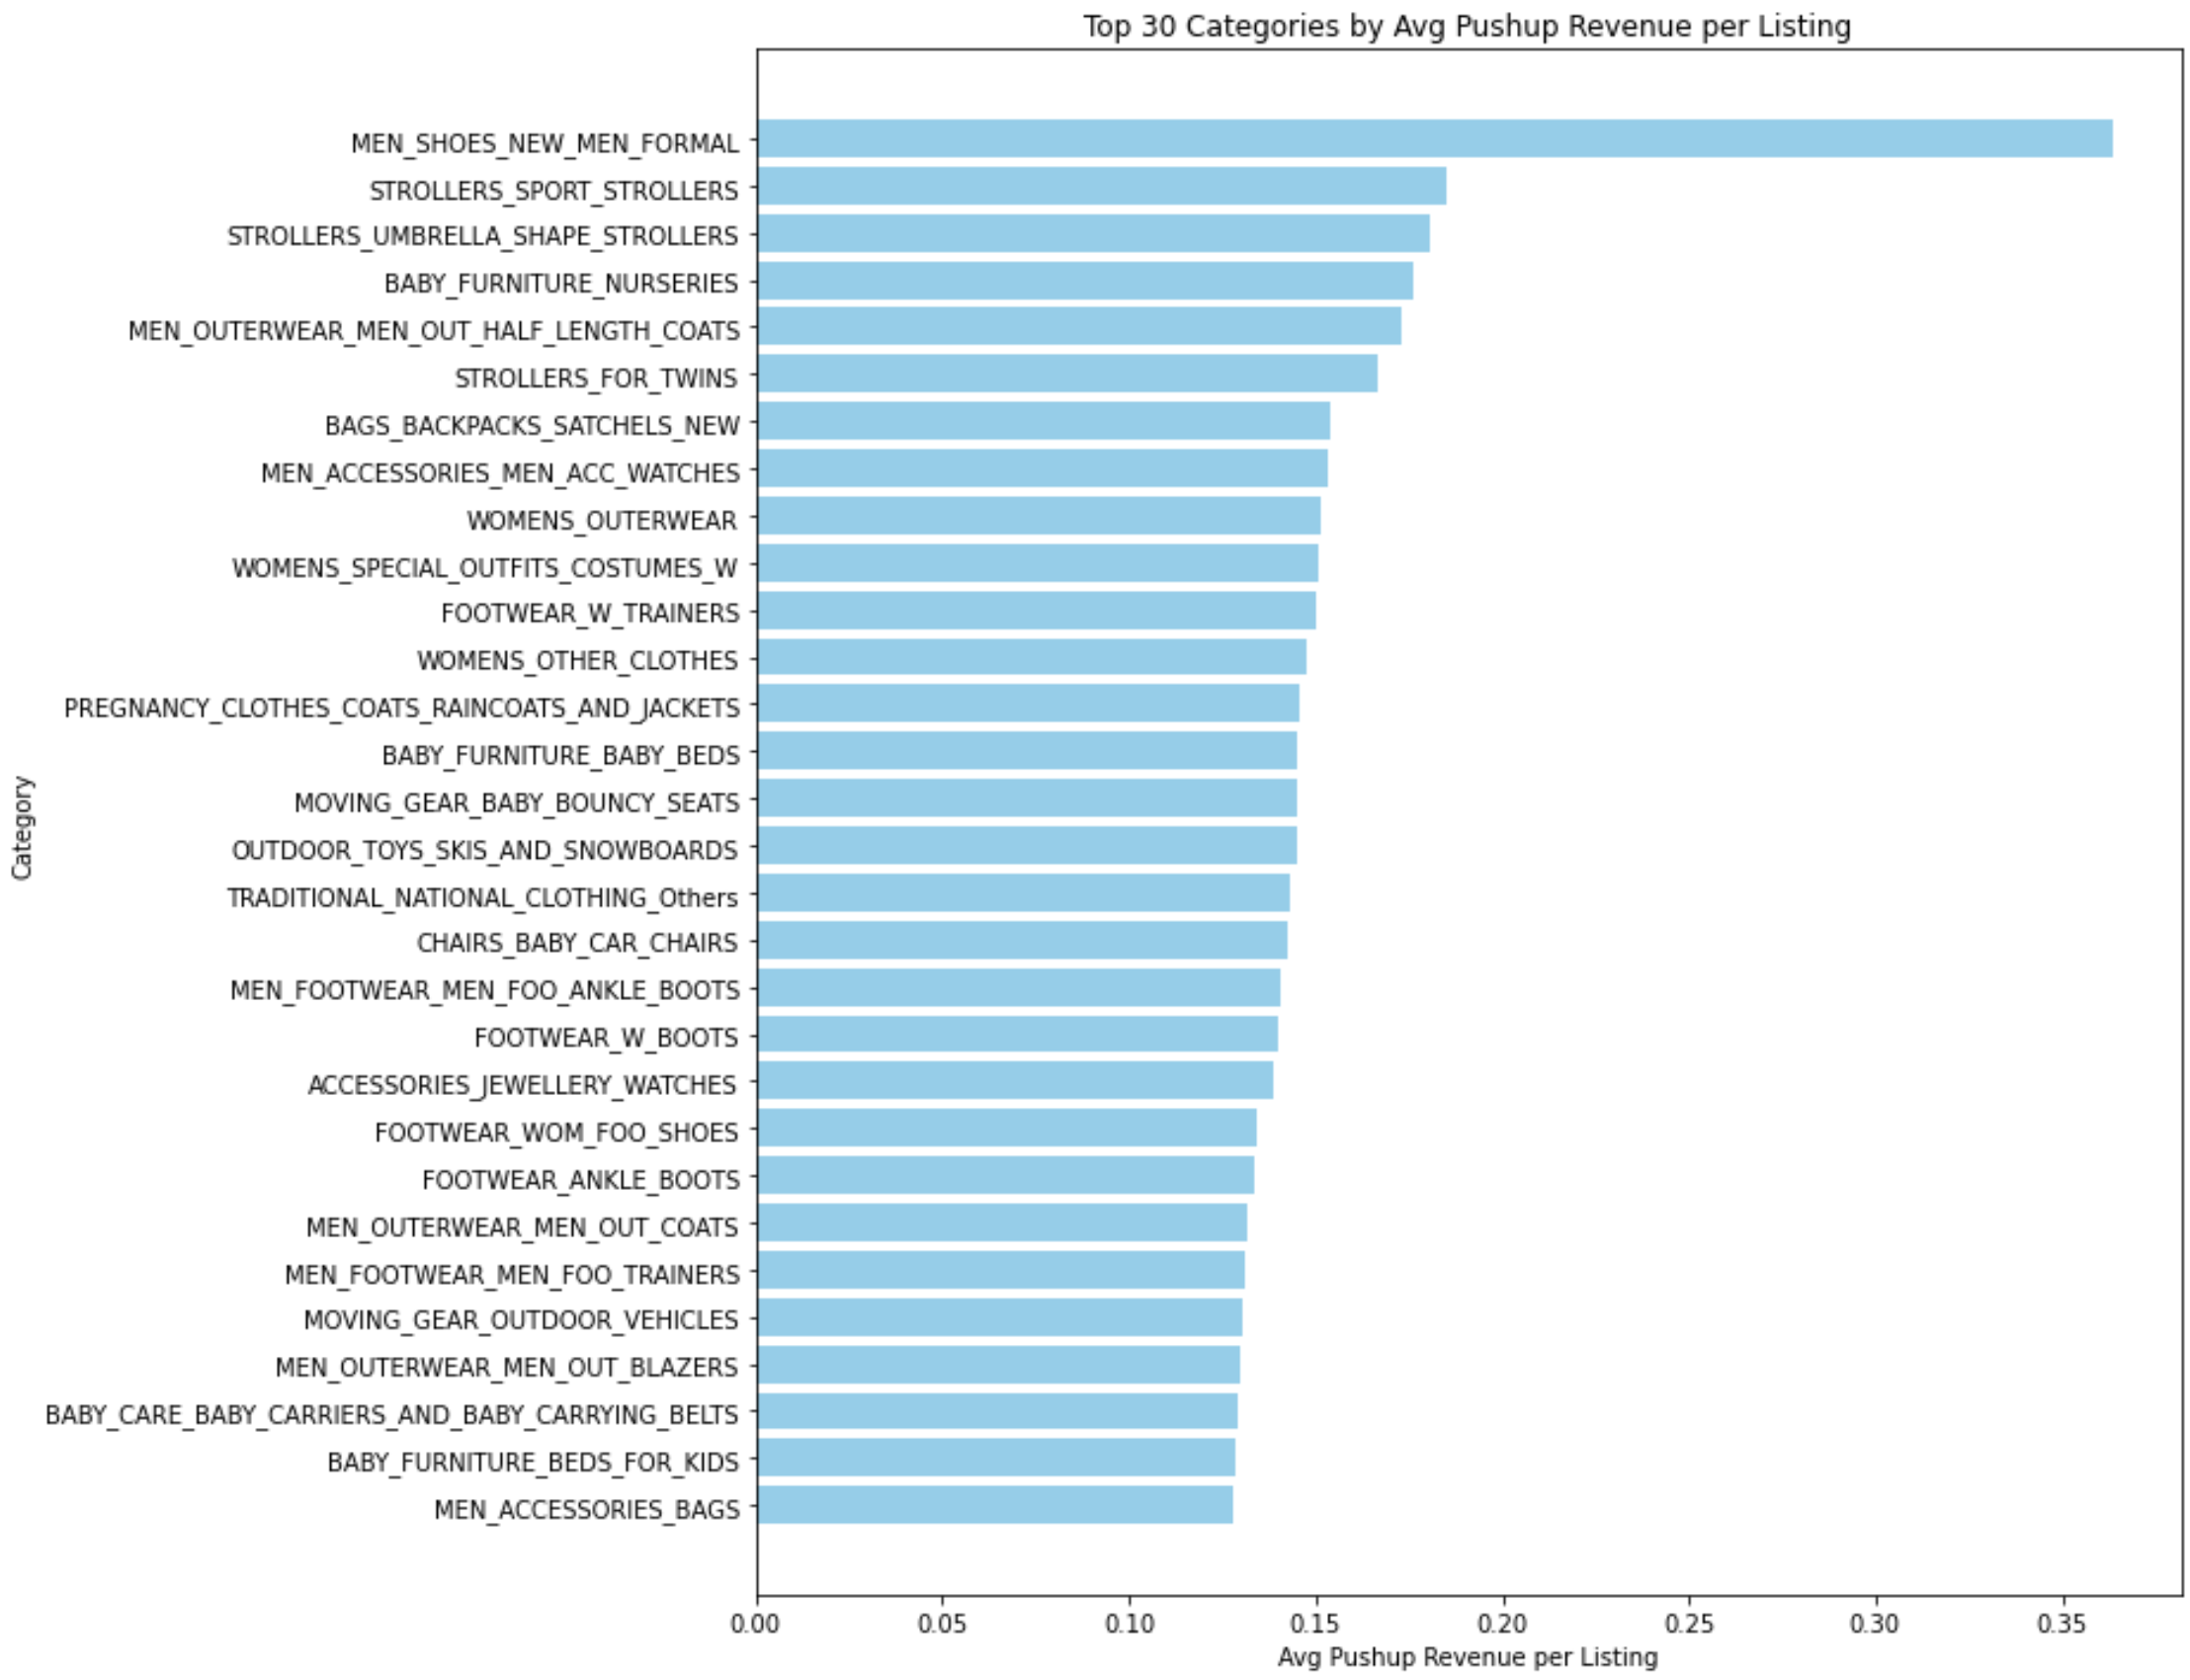 Top 30 Categories by Avg Pushup Revenue per Listing
Category
MEN_SHOES_NEW_MEN_FORMAL
STROLLERS_SPORT_STROLLERS
STROLLERS_UMBRELLA_SHAPE_STROLLERS
BABY_FURNITURE_NURSERIES
MEN_OUTERWEAR_MEN_OUT_HALF_LENGTH_COATS
STROLLERS_FOR_TWINS
BAGS_BACKPACKS_SATCHELS_NEW
MEN_ACCESSORIES_MEN_ACC_WATCHES
WOMENS_OUTERWEAR
WOMENS_SPECIAL_OUTFITS_COSTUMES_W
FOOTWEAR_W_TRAINERS
WOMENS_OTHER_CLOTHES
PREGNANCY_CLOTHES_COATS_RAINCOATS_AND_JACKETS
BABY_FURNITURE_BABY_BEDS
MOVING_GEAR_BABY_BOUNCY_SEATS
OUTDOOR_TOYS_SKIS_AND_SNOWBOARDS
TRADITIONAL_NATIONAL_CLOTHING_Others
CHAIRS_BABY_CAR_CHAIRS
MEN_FOOTWEAR_MEN_FOO_ANKLE_BOOTS
FOOTWEAR_W_BOOTS
ACCESSORIES_JEWELLERY_WATCHES
FOOTWEAR_WOM_FOO_SHOES
FOOTWEAR_ANKLE_BOOTS
MEN_OUTERWEAR_MEN_OUT_COATS
MEN_FOOTWEAR_MEN_FOO_TRAINERS
MOVING_GEAR_OUTDOOR_VEHICLES
MEN_OUTERWEAR_MEN_OUT_BLAZERS
BABY_CARE_BABY_CARRIERS_AND_BABY_CARRYING_BELTS
BABY_FURNITURE_BEDS_FOR_KIDS
MEN_ACCESSORIES_BAGS
0.00 0.05 0.10 0.15 0.20 0.25 0.30 0.35
Avg Pushup Revenue per Listing